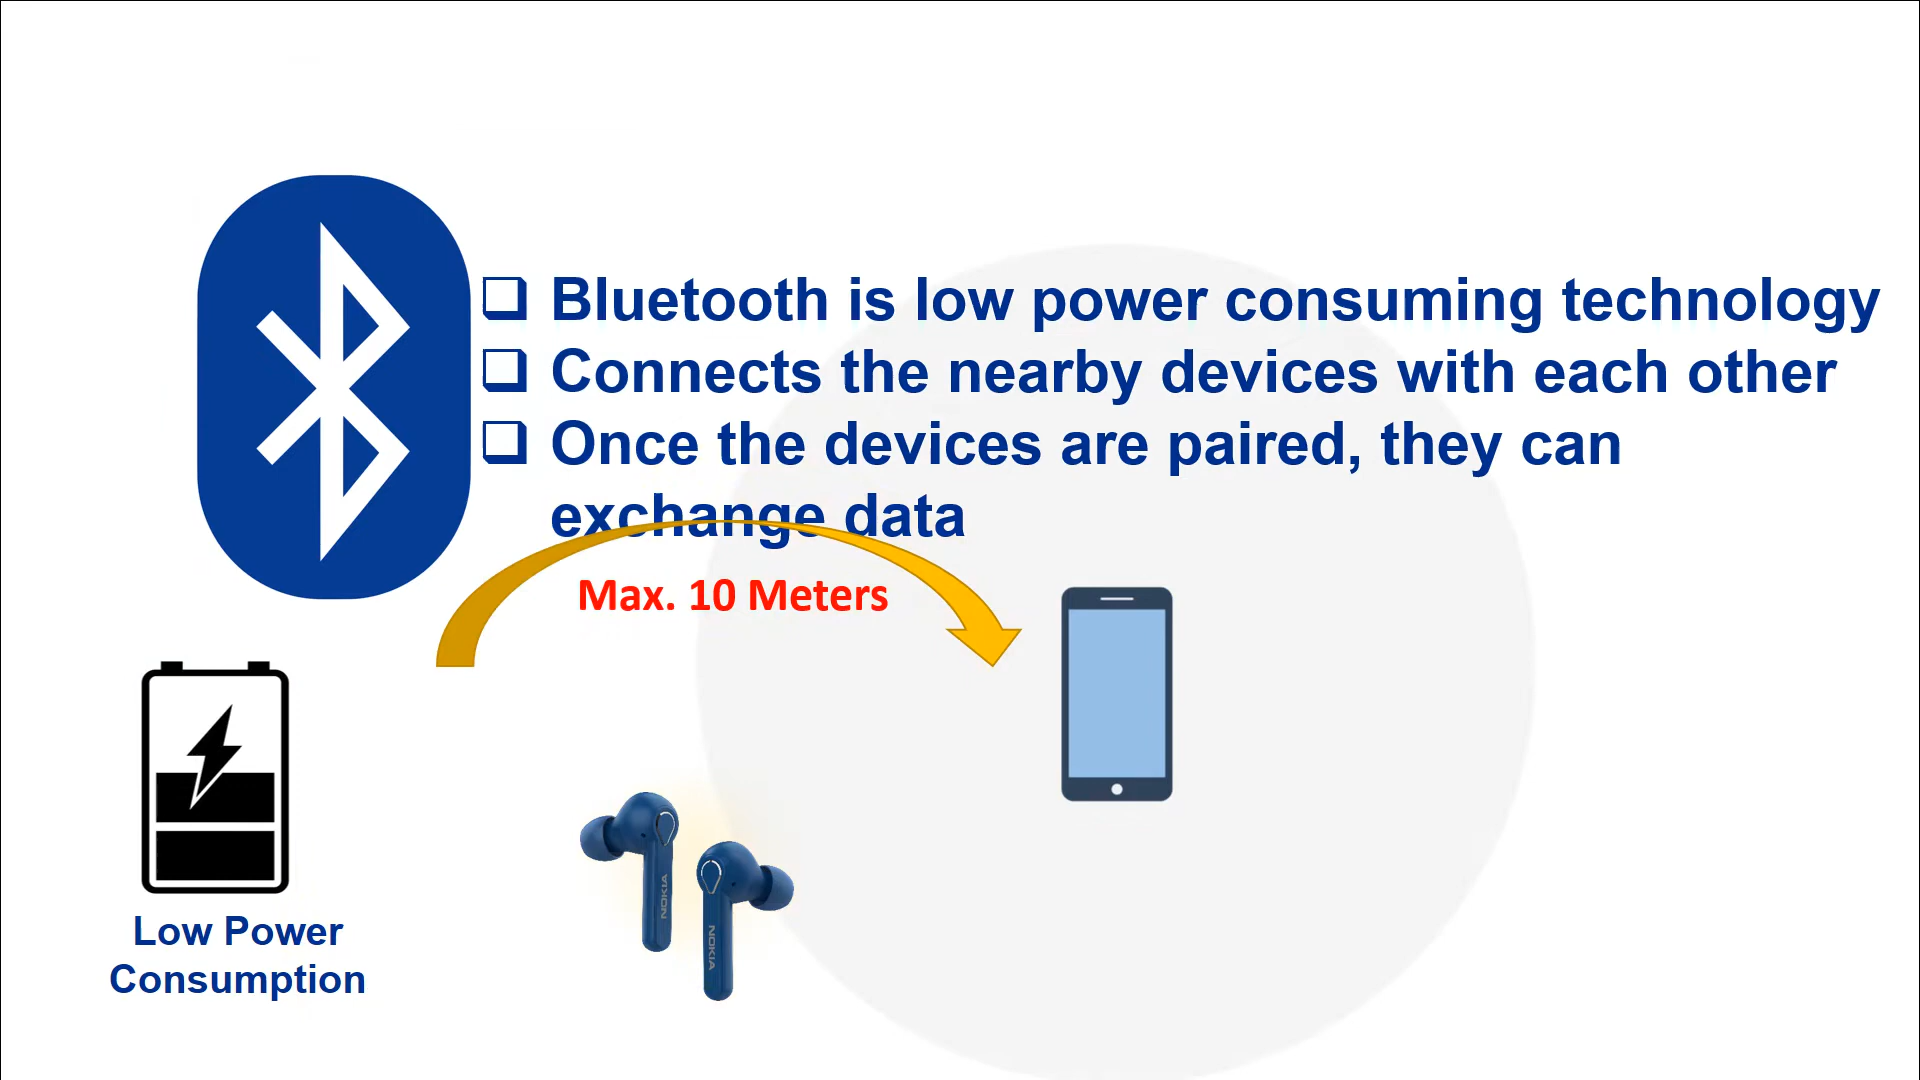 Bluetooth is low power consuming technology
Connects the nearby devices with each other
Once the devices are paired, they can
exchange data
Max. 10 Meters
Low Power
Consumption
NOKIA
NOKIA